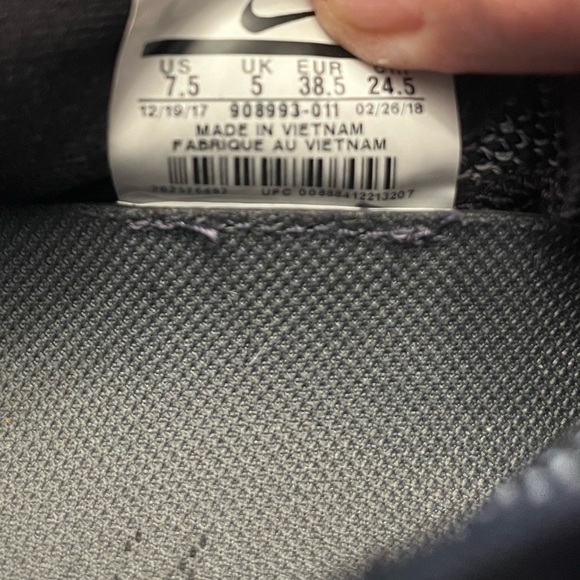 US UK EUR
7.5 5 38.5 24.5
12/19/17 908993-011 02/26/18
MADE IN VIETNAM
FABRIQUE AU VIETNAM
UPC 00888412213207